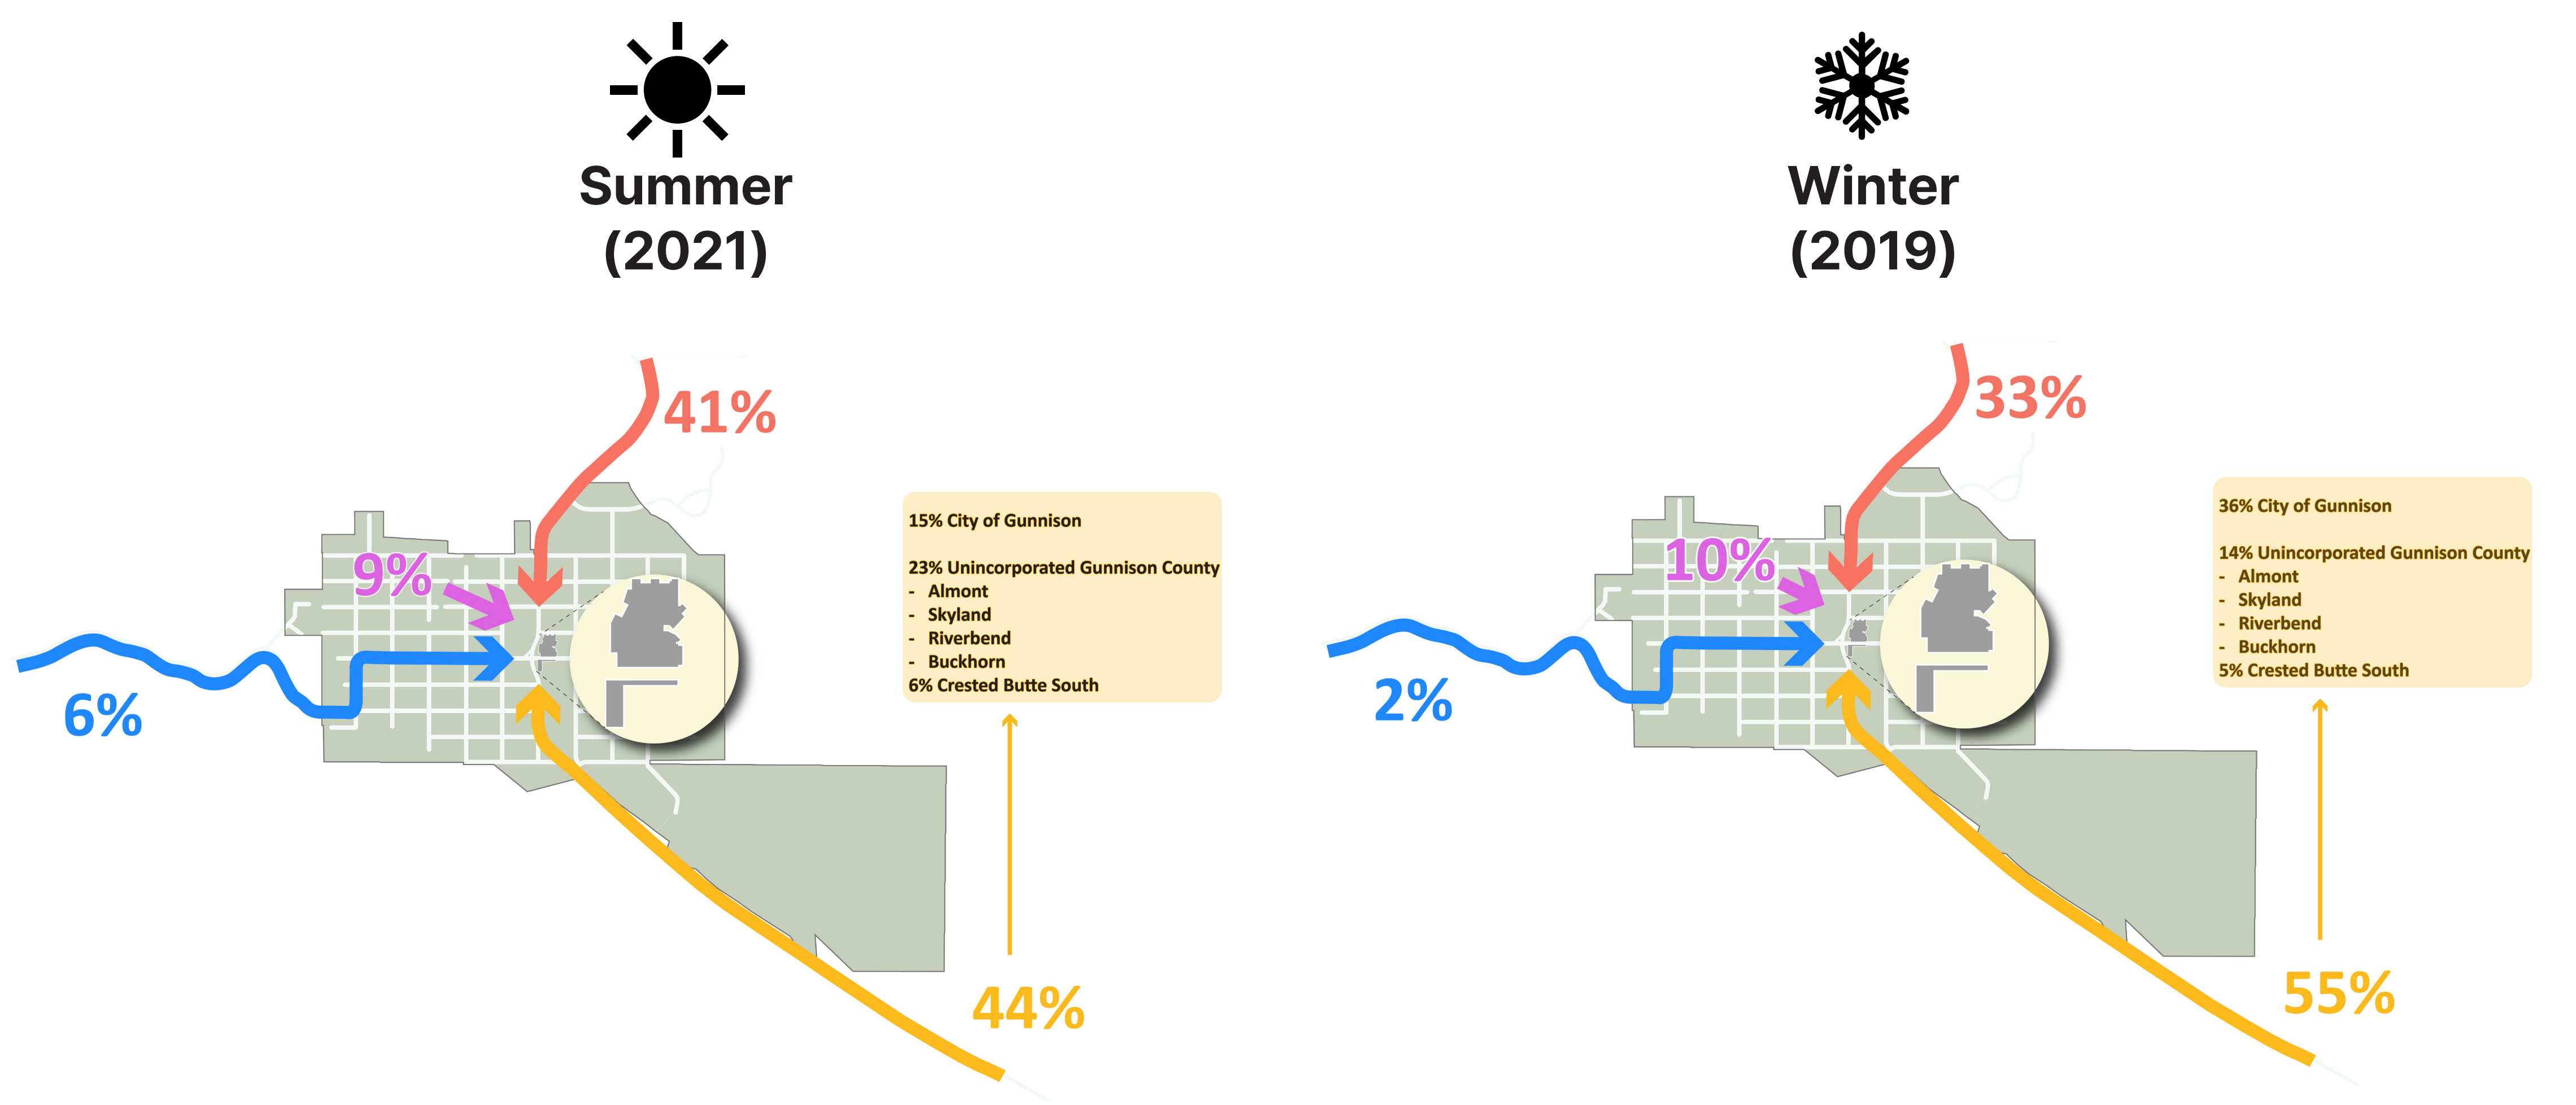 Summer
(2021)
41%
9%
6%
15% City of Gunnison
23% Unincorporated Gunnison County
- Almont
- Skyland
- Riverbend
- Buckhorn
6% Crested Butte South
44%
Winter
(2019)
33%
10%
2%
36% City of Gunnison
14% Unincorporated Gunnison County
- Almont
- Skyland
- Riverbend
- Buckhorn
5% Crested Butte South
55%